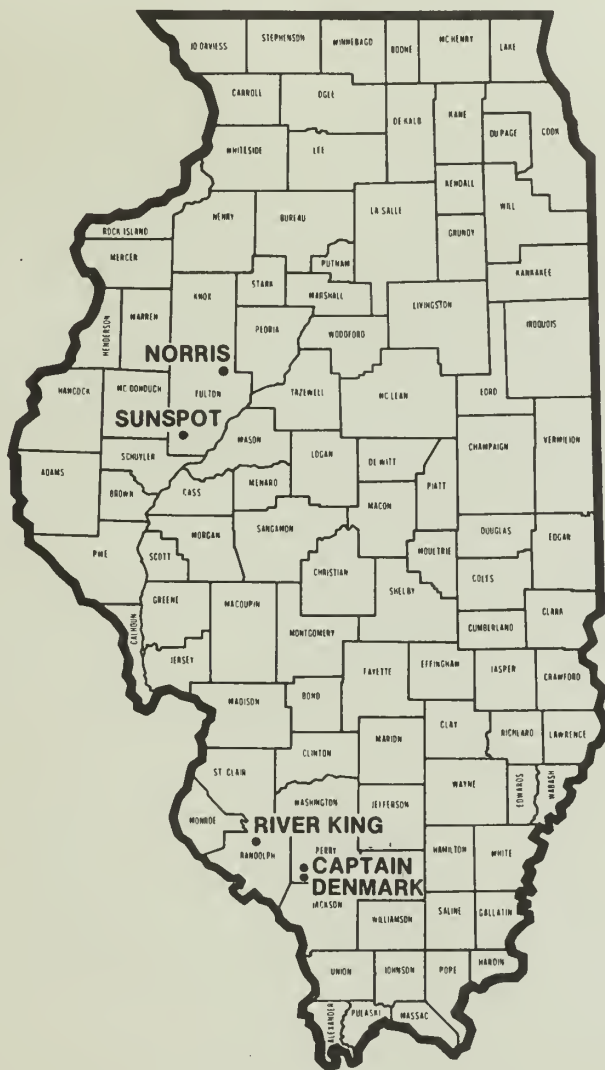 JO DAVIESS
STEPHENSON
WINNEBAGO
BOONE
MC HENRY
LAKE
CARROLL
OGLE
DE KALB
KANE
DU PAGE
COOK
WHITESIDE
LEE
KENDALL
WILL
ROCK ISLAND
HENRY
BUREAU
LA SALLE
GRUNDY
MERCER
PUTNAM
KANKAKEE
HENDERSON
WARREN
KNOX
STARK
MARSHALL
LIVINGSTON
IROQUOIS
PEORIA
WOODFORD
NORRIS
HANCOCK
MC DONOUGH
FULTON
TAZEWELL
MC LEAN
FORD
SUNSPOT
SCHUYLER
MASON
LOGAN
DE WITT
CHAMPAIGN
VERMILION
ADAMS
BROWN
CASS
MENARD
PIATT
MACON
PIKE
SCOTT
MORGAN
SANGAMON
CHRISTIAN
MOULTRIE
DOUGLAS
EDGAR
COLES
SHELBY
CALHOUN
GREENE
MACOUPIN
MONTGOMERY
CUMBERLAND
CLARK
JERSEY
FAYETTE
EFFINGHAM
JASPER
CRAWFORD
MADISON
BOND
CLAY
RICHLAND
LAWRENCE
MARION
CLINTON
ST CLAIR
WAYNE
EDWARDS
WABASH
WASHINGTON
JEFFERSON
MONROE
RIVER KING
RANDOLPH
PERRY
HAMILTON
WHITE
CAPTAIN
DENMARK
JACKSON
WILLIAMSON
SALINE
GALLATIN
UNION
JOHNSON
POPE
HARDIN
ALEXANDER
PULASKI
MASSAC